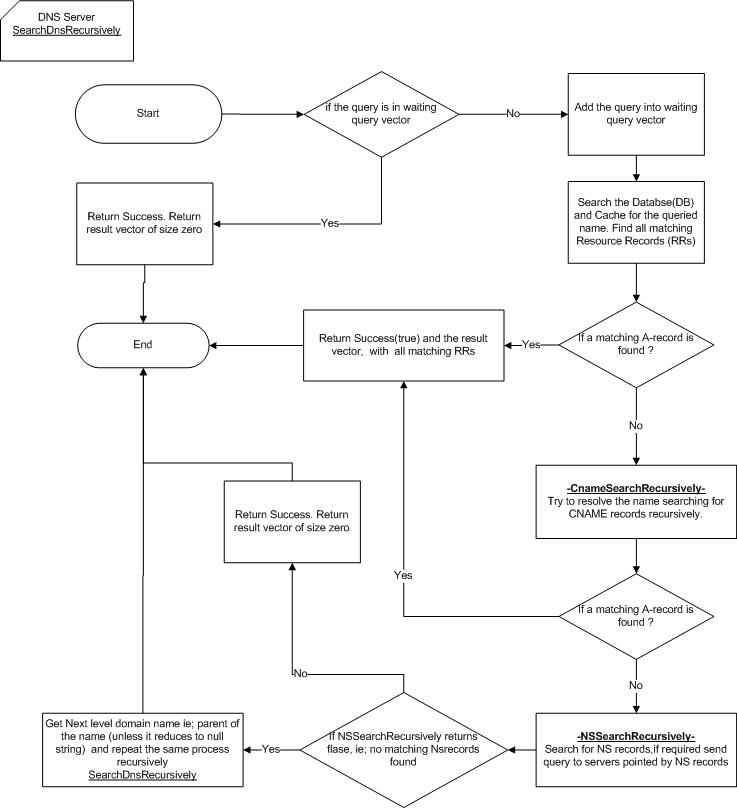 DNS Server
SearchDnsRecursively
Start
if the query is in waiting
query vector
No
Add the query into waiting
query vector
Yes
Return Success. Return
result vector of size zero
Search the Databse(DB)
and Cache for the queried
name. Find all matching
Resource Records (RRs)
End
Return Success(true) and the result
vector, with all matching RRs
Yes
If a matching A-record is
found ?
No
-CnameSearchRecursively-
Try to resolve the name searching for
CNAME records recursively.
Return Success. Return
result vector of size zero
Yes
If a matching A-record is
found ?
No
No
Get Next level domain name ie; parent of
the name (unless it reduces to null
string) and repeat the same process
recursively
SearchDnsRecursively
Yes
If NSSearchRecursively returns
flase, ie; no matching Nsrecords
found
-NSSearchRecursively-
Search for NS records,if required send
query to servers pointed by NS records